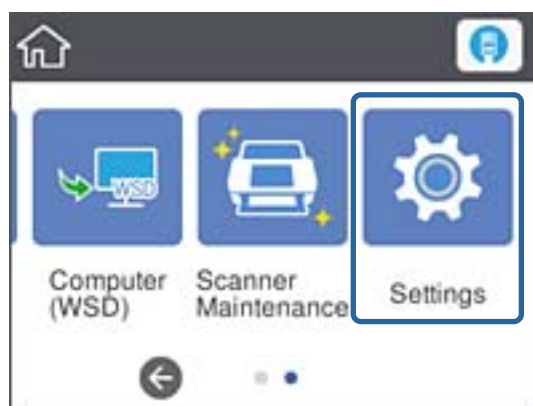 WSD
Computer
(WSD)
Scanner
Maintenance
Settings